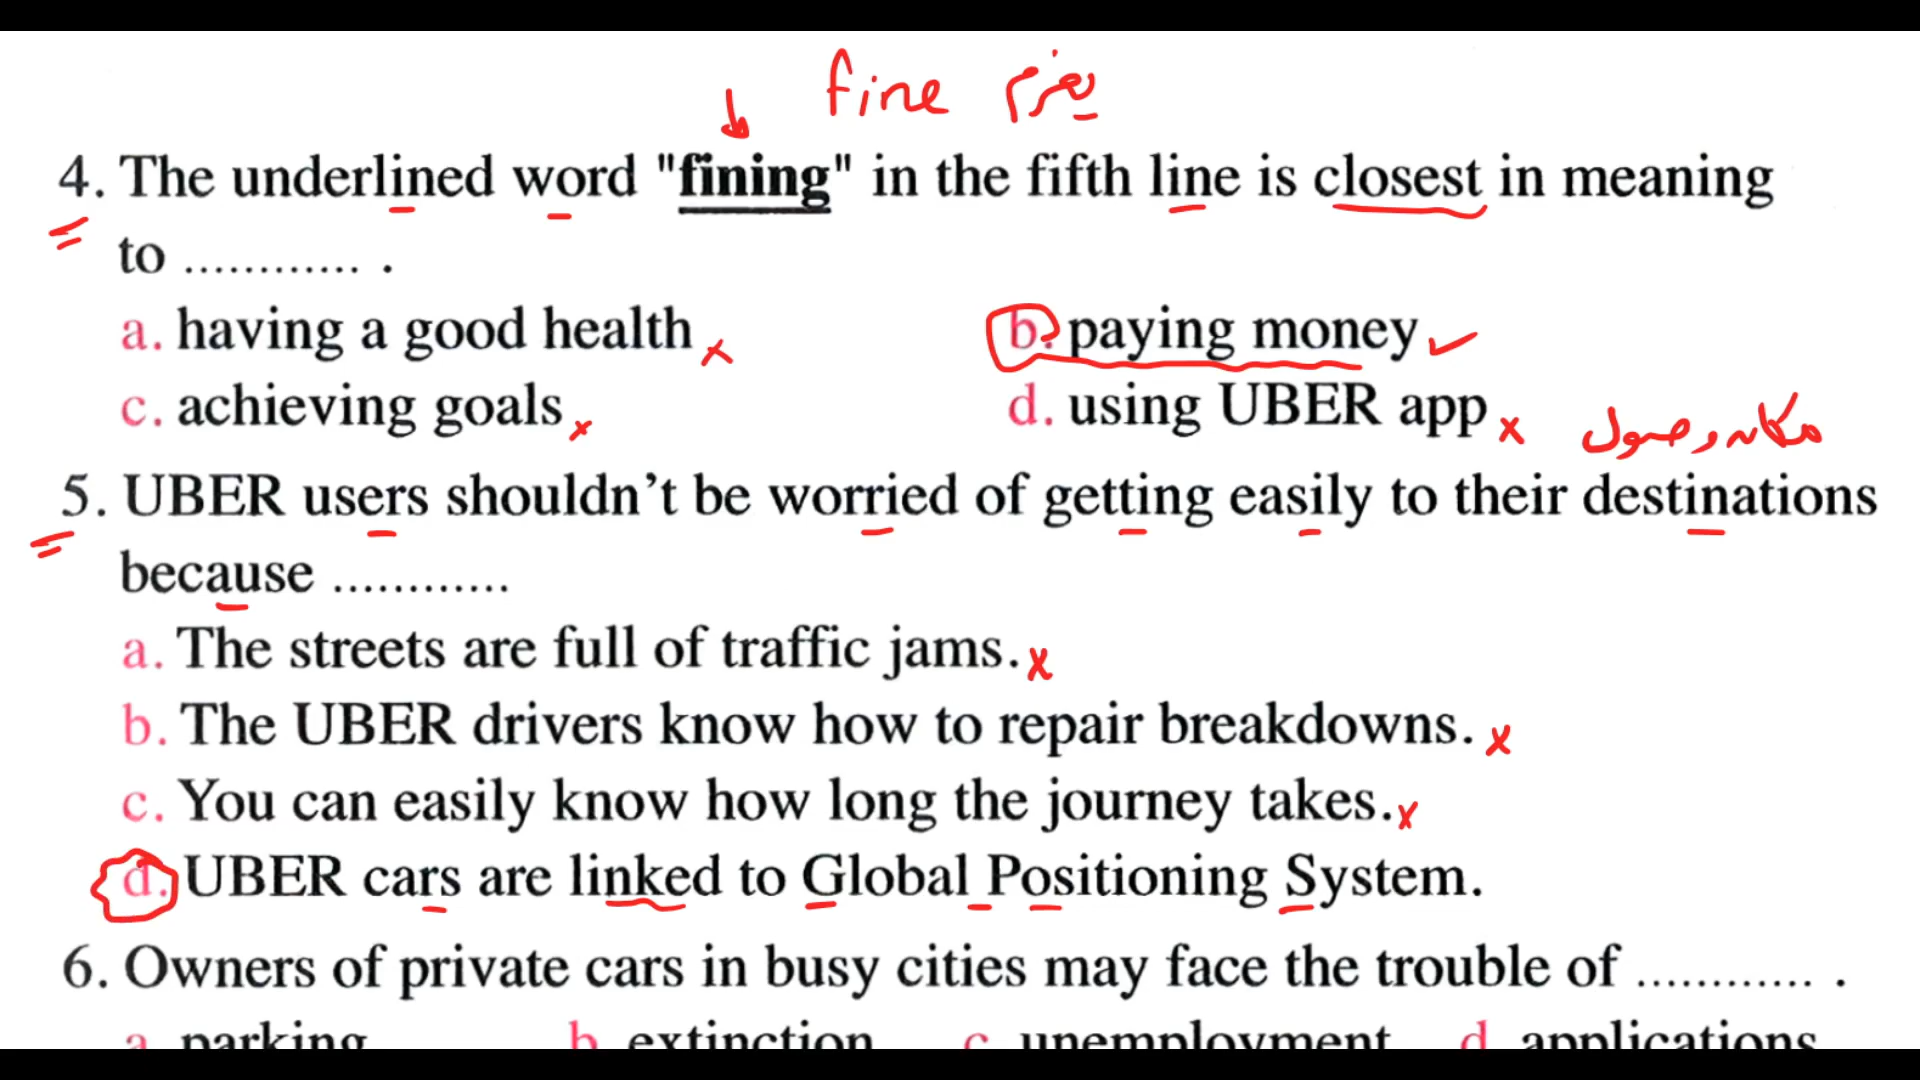 fine يغرم
4. The underlined word "fining" in the fifth line is closest in meaning
to ............ .
a. having a good health x
b. paying money ✓
c. achieving goals x
d. using UBER app x
مكان وصول
5. UBER users shouldn’t be worried of getting easily to their destinations
because ............
a. The streets are full of traffic jams. x
b. The UBER drivers know how to repair breakdowns. x
c. You can easily know how long the journey takes. x
d. UBER cars are linked to Global Positioning System.
6. Owners of private cars in busy cities may face the trouble of ............ .
a. parking b. extinction c. unemployment d. applications